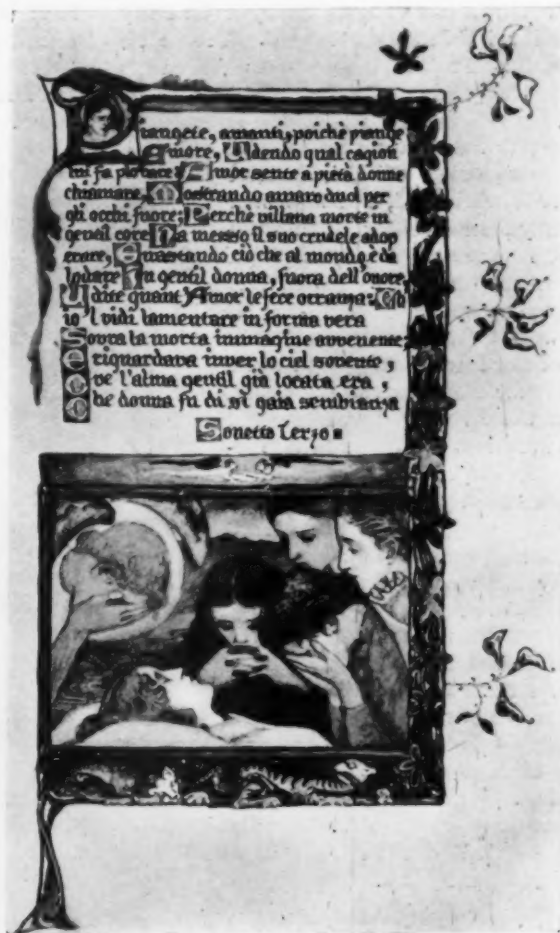 Piangete, amanti, poichè piange
Amore, Udendo qual cagion
lui fa plorare: Amor sente a pietà donne
chiamare, Mostrando amaro duol per
gli occhi fuore; Perchè villana morte in
gentil core Ha messo il suo crudele adop
erare, Guastando ciò che al mondo è da
lodare In gentil donna, fuora dell'onore,
Udite quant Amor le fece orranza: Ch
io 'l vidi lamentare in forma vera
Sovra la morta immagine avvenente;
E riguardava inver lo ciel sovente,
Ove l'alma gentil già locata era,
Che donna fu di si gaia sembianza
Sonetto Terzo